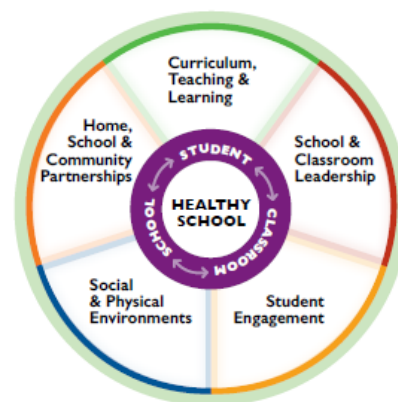 Curriculum,
Teaching &
Learning
Home,
School &
Community
Partnerships
School &
Classroom
Leadership
STUDENT
CLASSROOM
SCHOOL
HEALTHY
SCHOOL
Social
& Physical
Environments
Student
Engagement